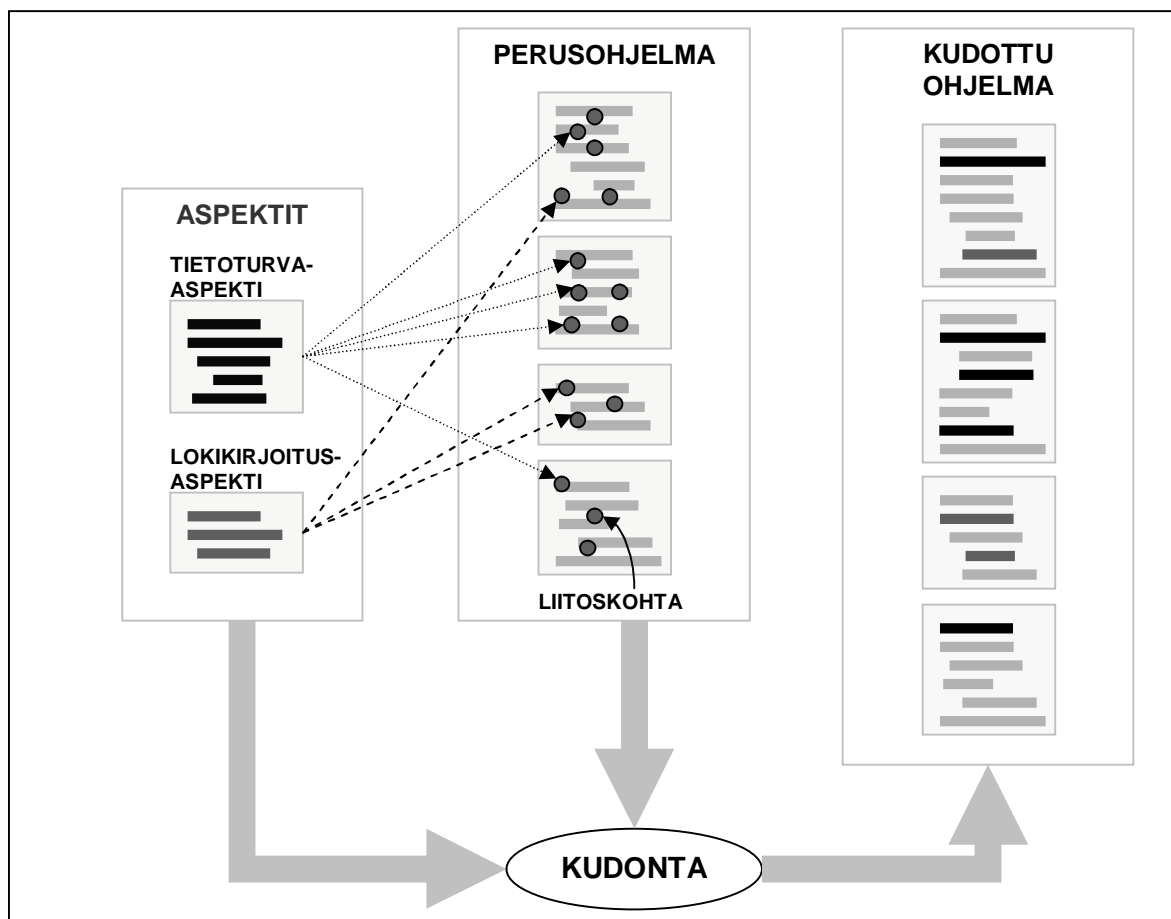 PERUSOHJELMA
KUDOTTU
OHJELMA
ASPEKTIT
TIETOTURVA-
ASPEKTI
LOKIKIRJOITUS-
ASPEKTI
LIITOSKOHTA
KUDONTA